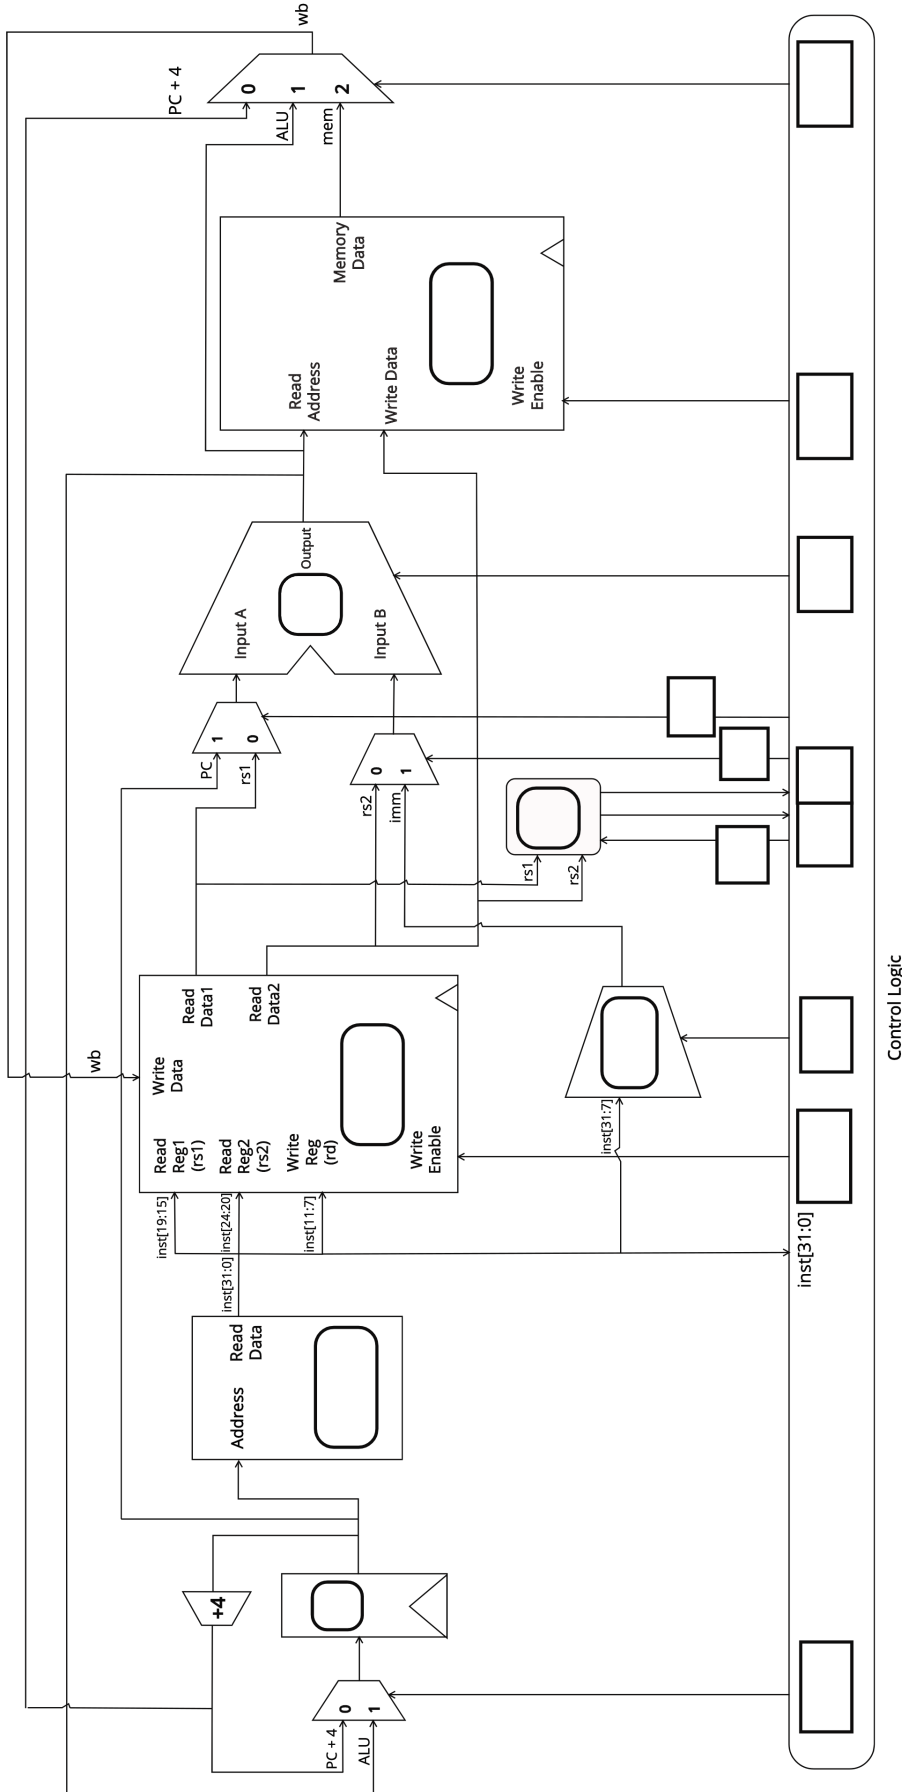 PC + 4
ALU
0
1
+4
Address
Read
Data
inst[31:0]
inst[19:15]
inst[24:20]
inst[11:7]
Read
Reg1
(rs1)
Read
Reg2
(rs2)
Write
Reg
(rd)
Write
Enable
wb
Write
Data
Read
Data1
Read
Data2
inst[31:7]
PC
rs1
1
0
rs2
imm
0
1
rs1
rs2
Input A
Input B
Output
Read
Address
Write Data
Write
Enable
Memory
Data
PC + 4
ALU
mem
0
1
2
wb
inst[31:0]
Control Logic